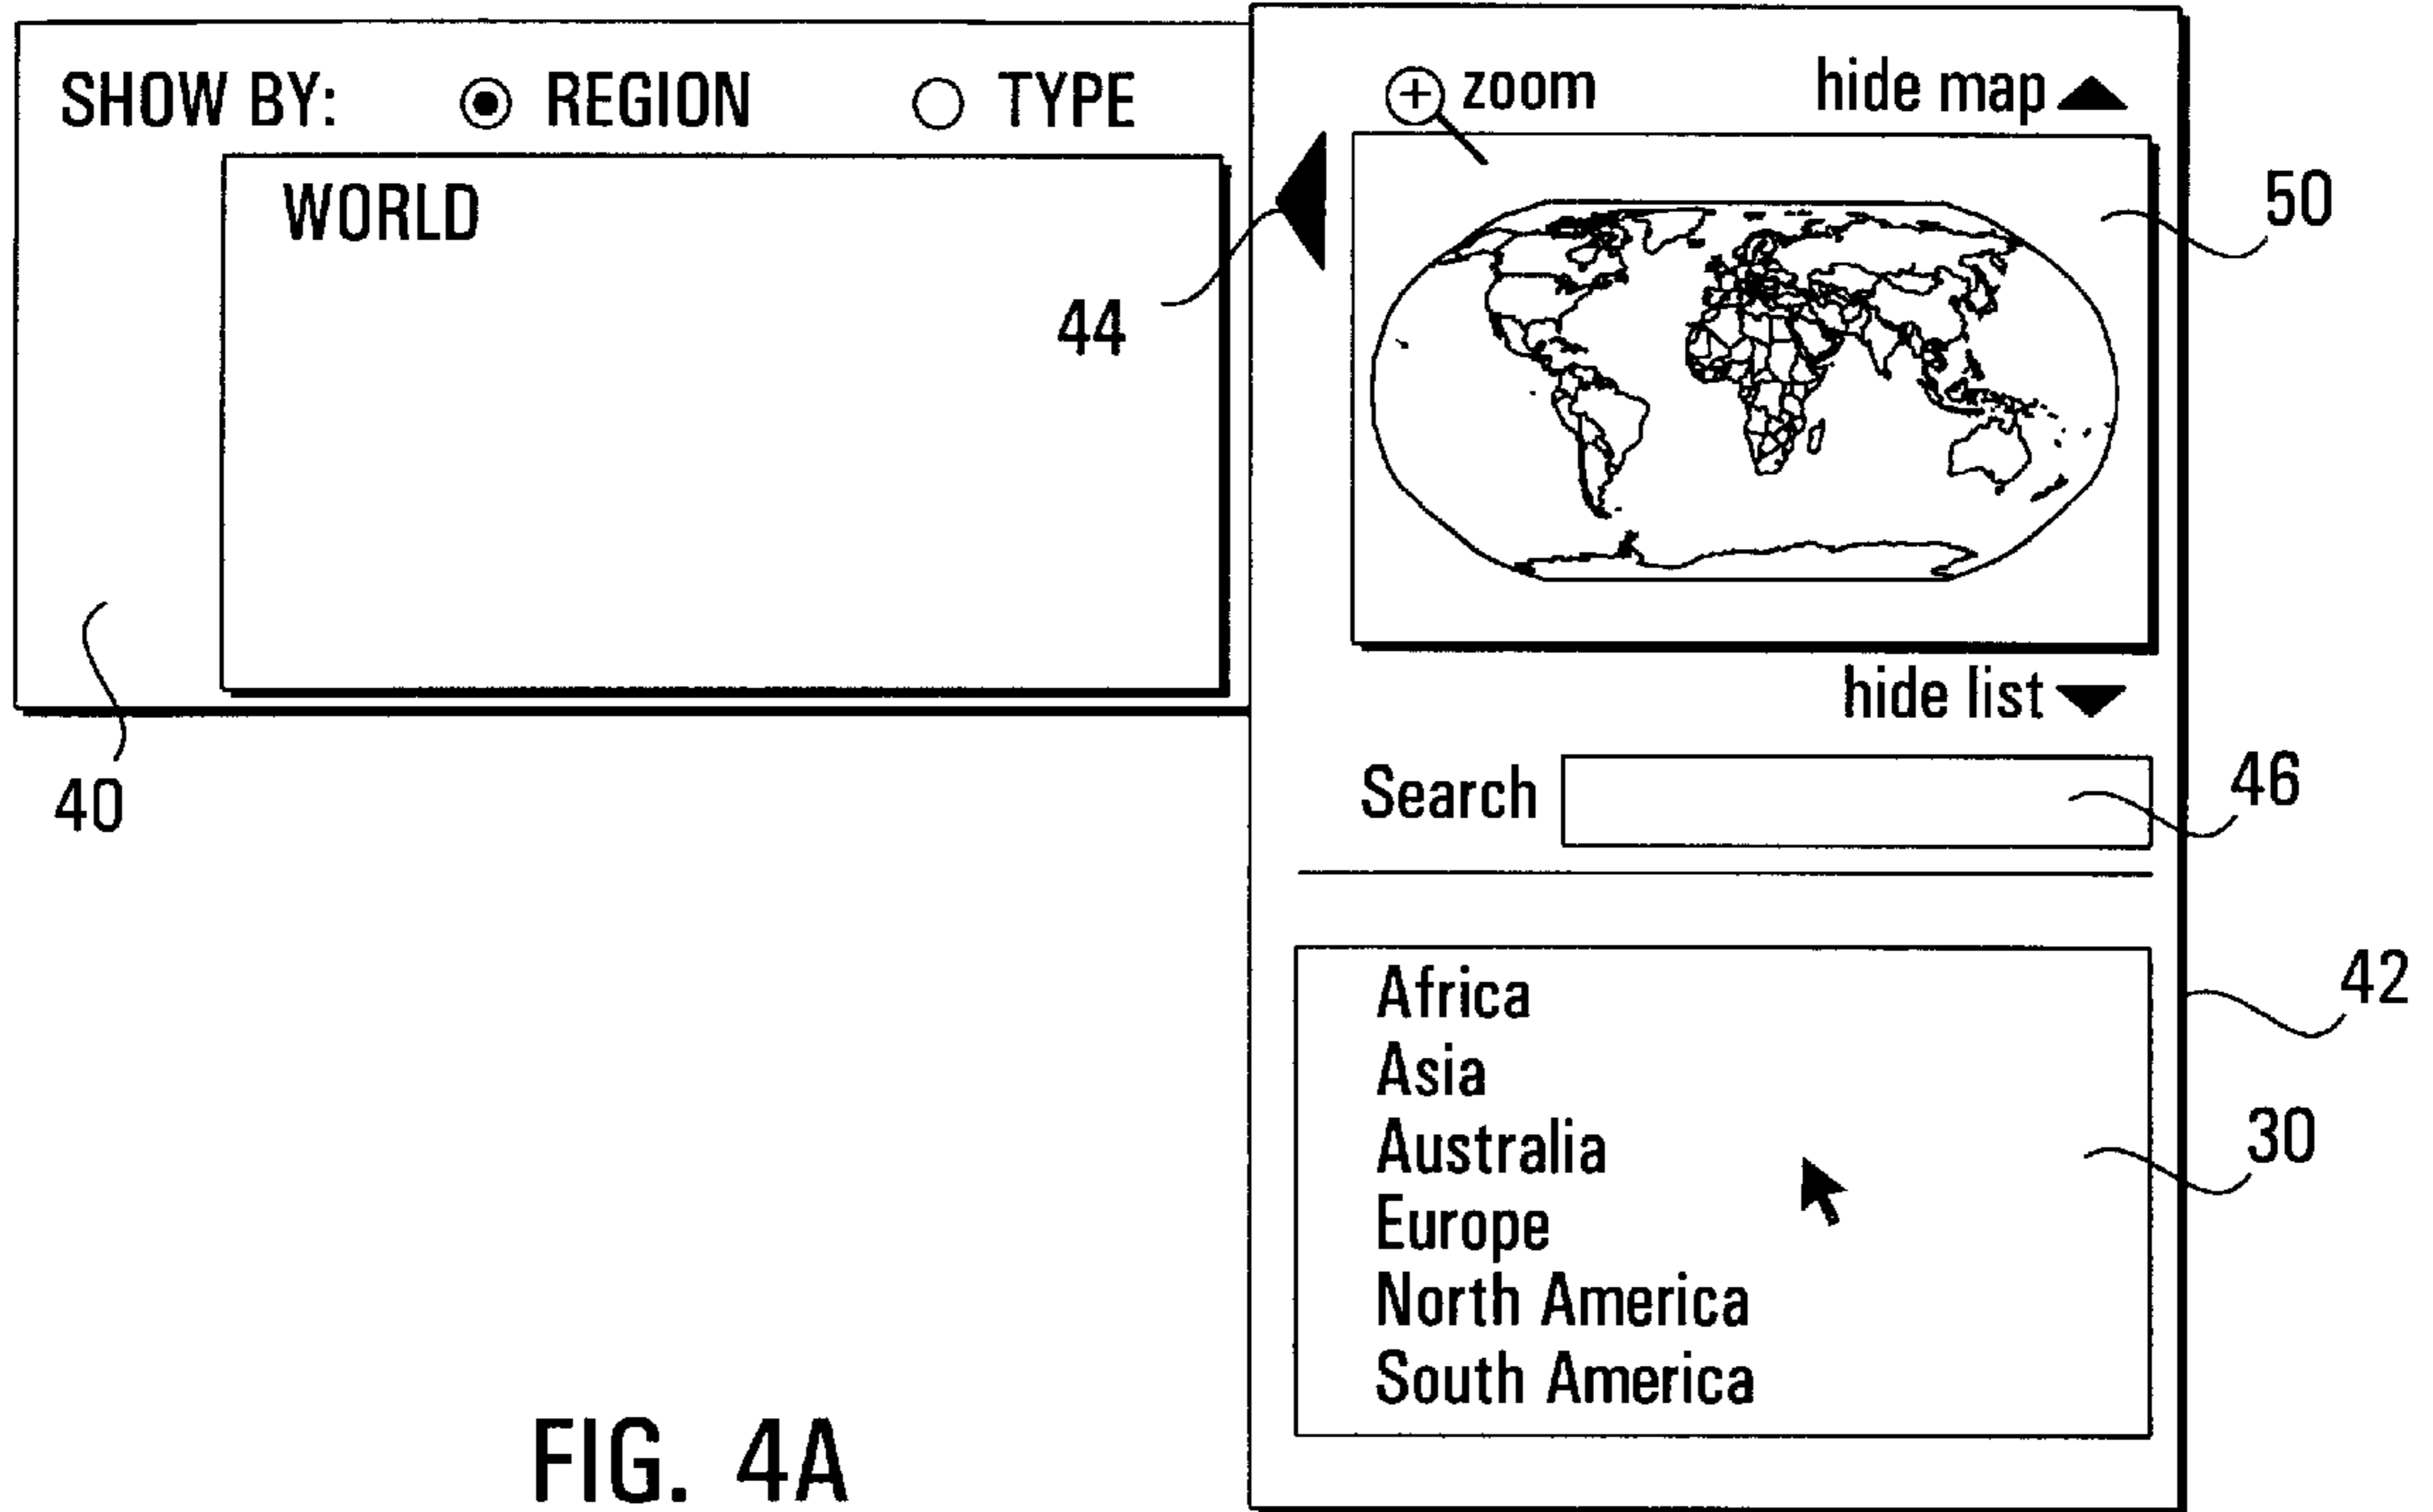 SHOW BY: REGION TYPE
WORLD
44
40
zoom hide map
50
hide list
Search
46
42
Africa
Asia
Australia
30
Europe
North America
South America
FIG. 4A